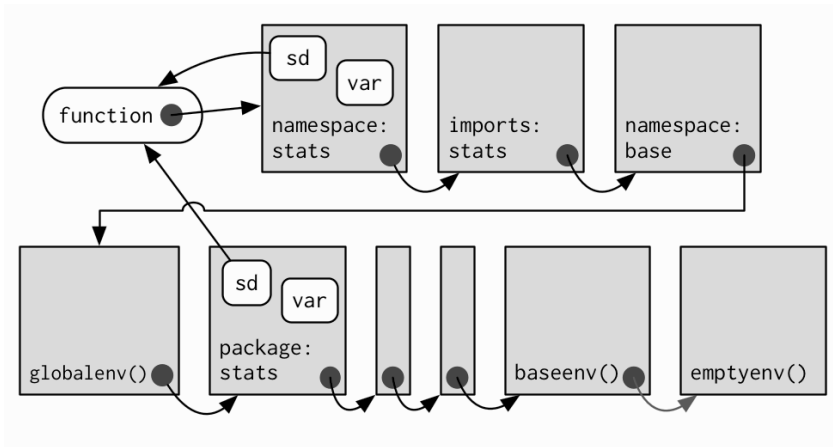 sd
var
function
namespace:
stats
imports:
stats
namespace:
base
sd
var
package:
stats
globalenv()
baseenv()
emptyenv()